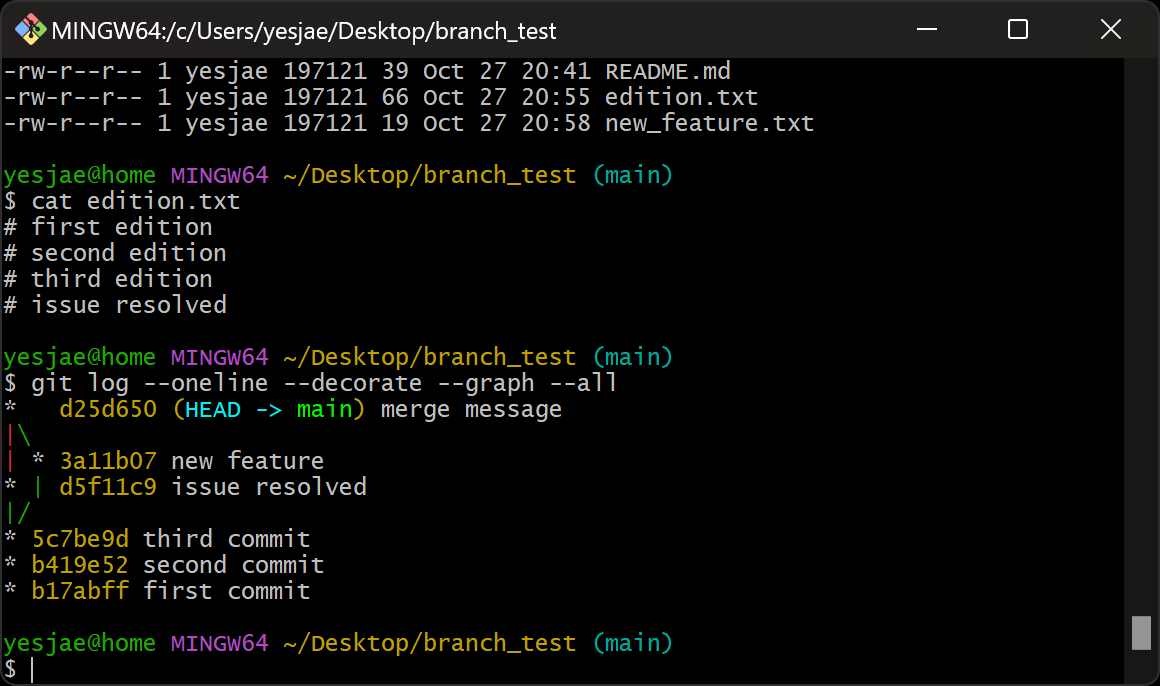 MINGW64:/c/Users/yesjae/Desktop/branch_test
-rw-r--r-- 1 yesjae 197121 39 Oct 27 20:41 README.md
-rw-r--r-- 1 yesjae 197121 66 Oct 27 20:55 edition.txt
-rw-r--r-- 1 yesjae 197121 19 Oct 27 20:58 new_feature.txt
yesjae@home MINGW64 ~/Desktop/branch_test (main)
$ cat edition.txt
# first edition
# second edition
# third edition
# issue resolved
yesjae@home MINGW64 ~/Desktop/branch_test (main)
$ git log --oneline --decorate --graph --all
*   d25d650 (HEAD -> main) merge message
|\
| * 3a11b07 new feature
* | d5f11c9 issue resolved
|/
* 5c7be9d third commit
* b419e52 second commit
* b17abff first commit
yesjae@home MINGW64 ~/Desktop/branch_test (main)
$